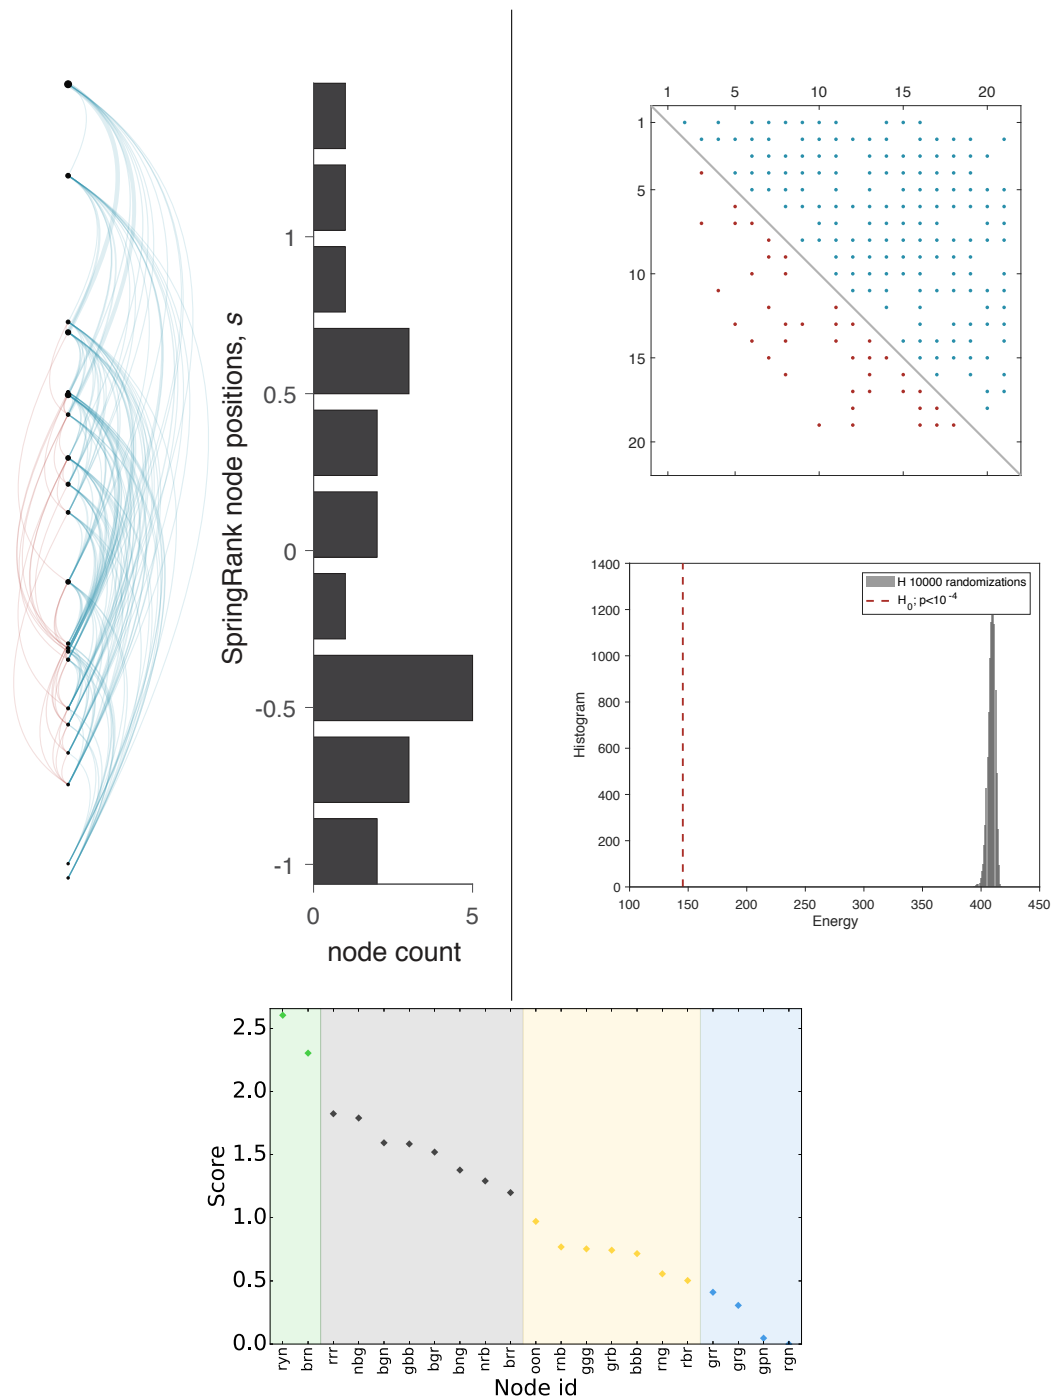 SpringRank node positions, s
1
0.5
0
-0.5
-1
0 5
node count
1 5 10 15 20
1
5
10
15
20
1400
1200
1000
800
600
400
200
0
Histogram
H 10000 randomizations
H0; p<10-4
100 150 200 250 300 350 400 450
Energy
Score
2.5
2.0
1.5
1.0
0.5
0.0
ryn brn rrr nbg bgn gbb bgr bng nrb brr oon rnb ggg grb bbb rng rbr grr grg gpn rgn
Node id